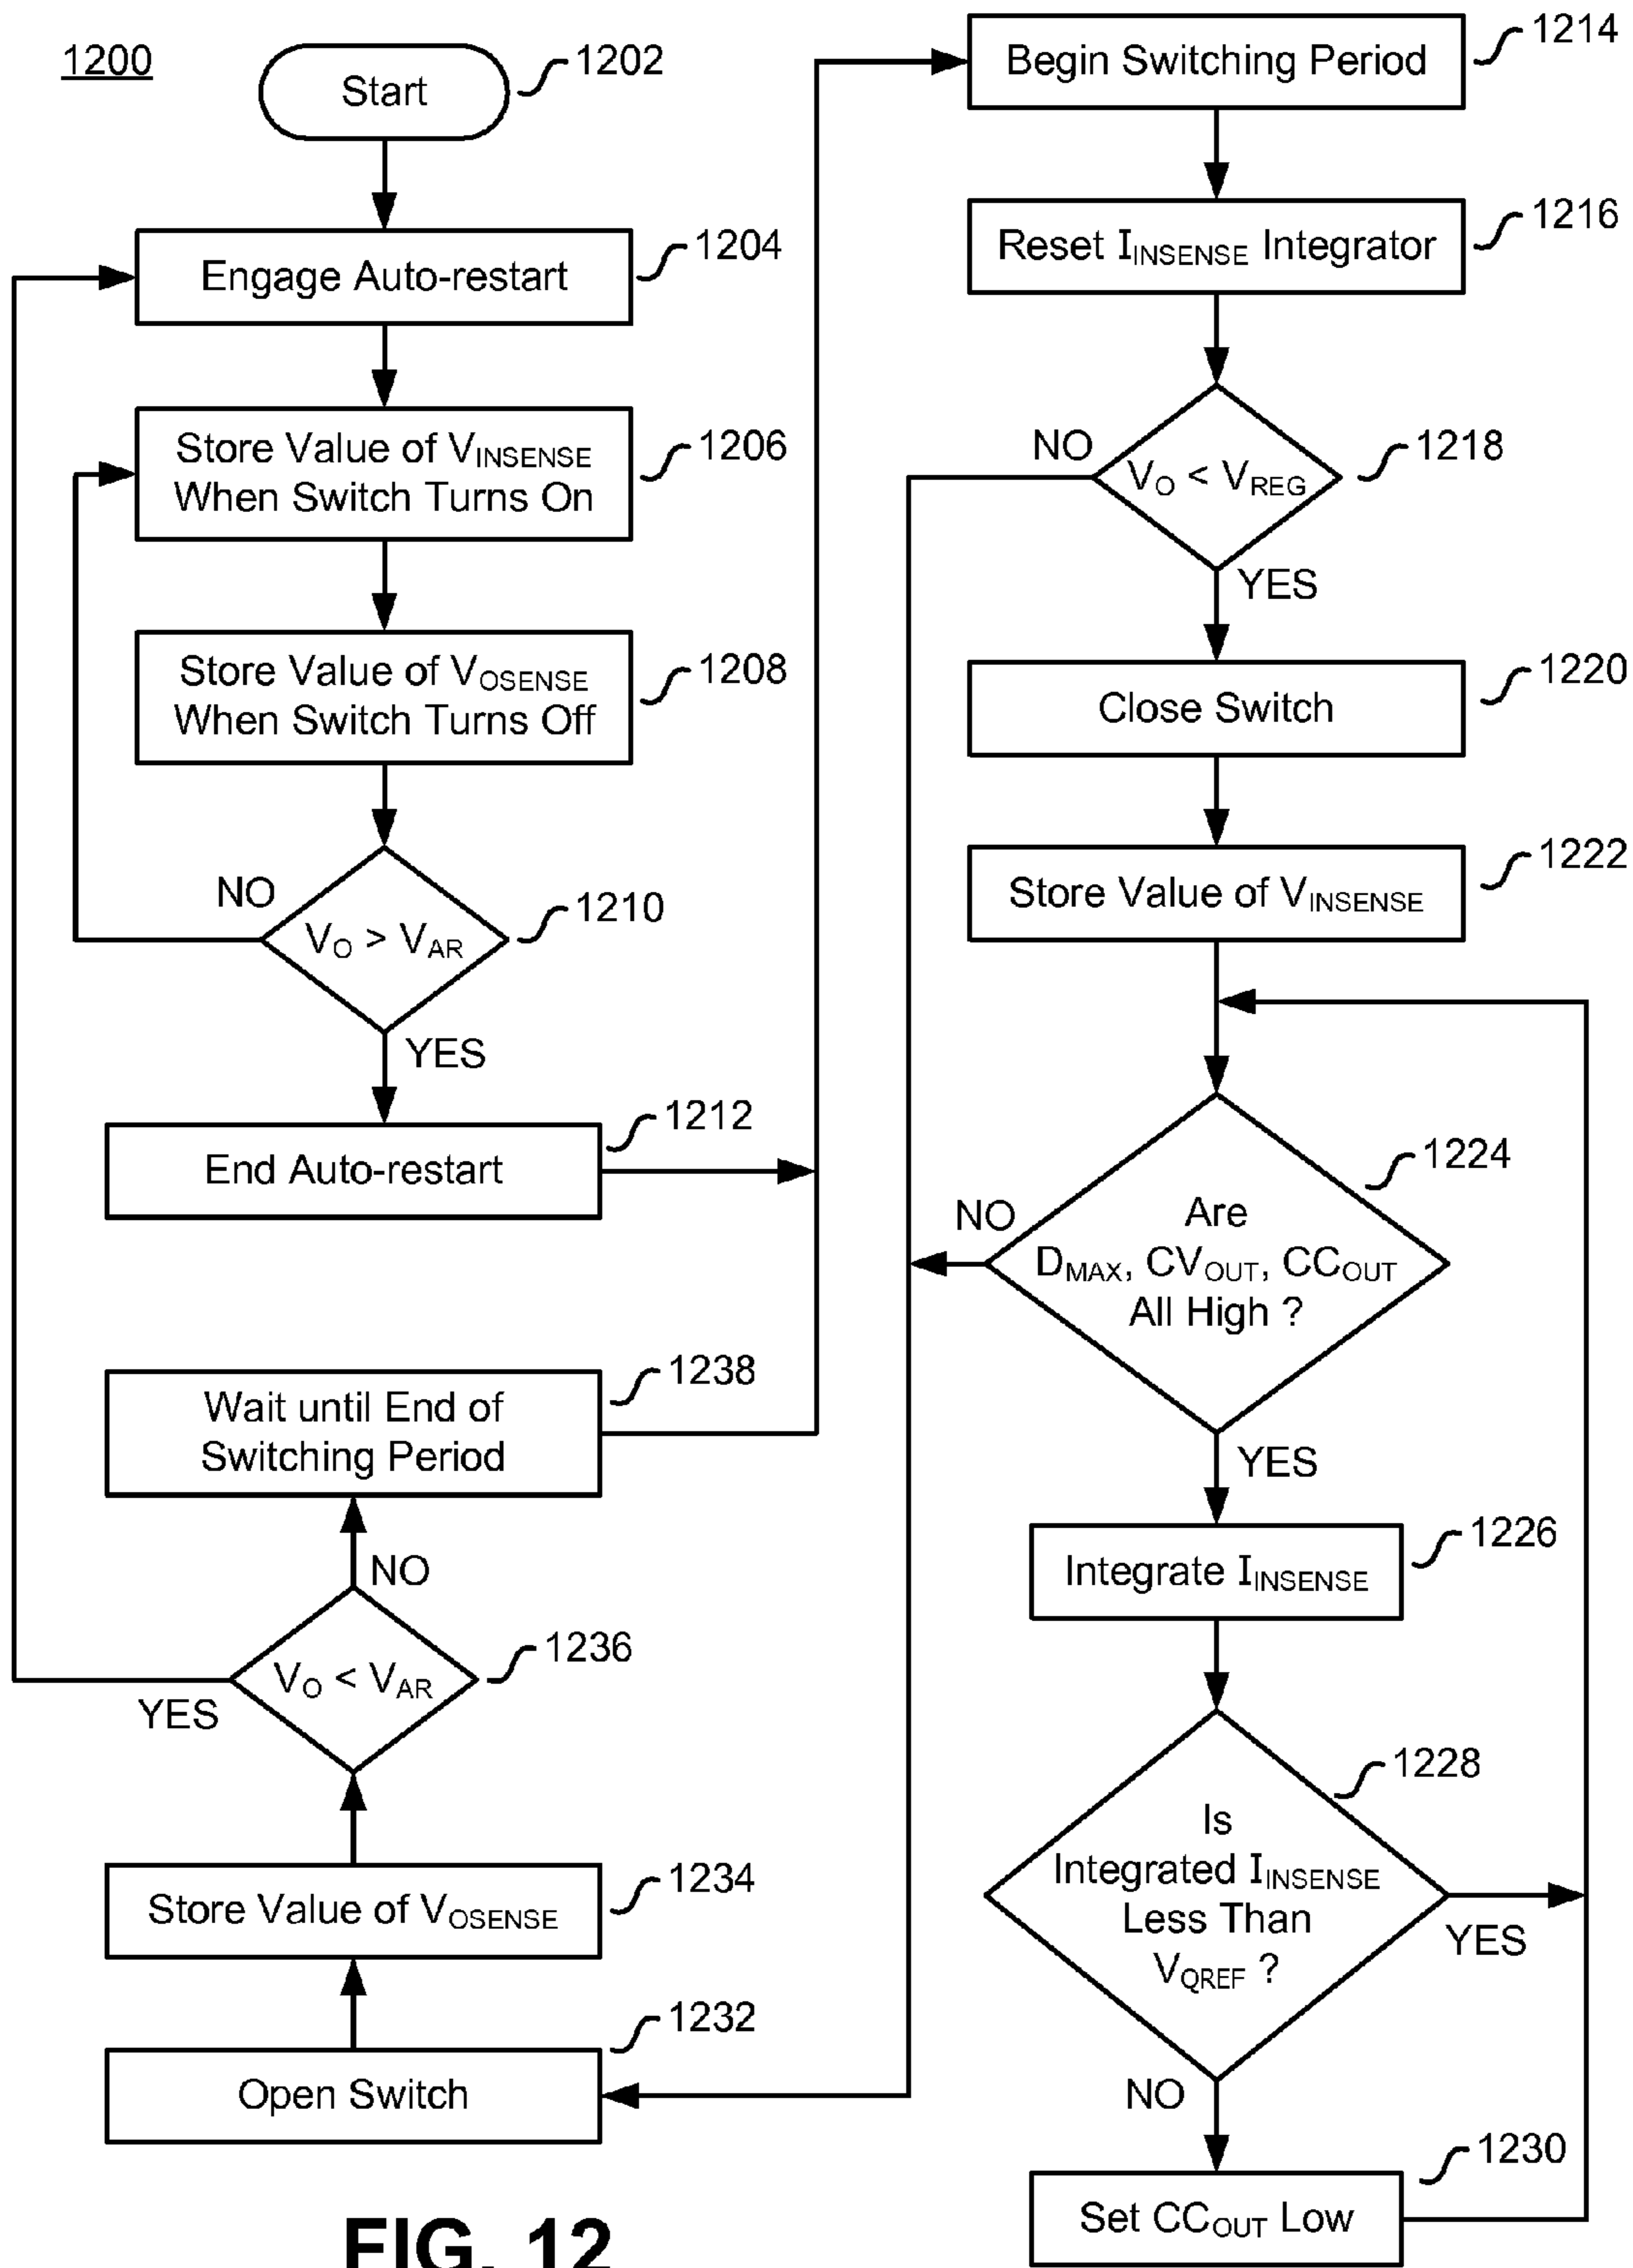 1200
Start
1202
Engage Auto-restart
1204
Store Value of VINSENSE
When Switch Turns On
1206
Store Value of VOSENSE
When Switch Turns Off
1208
NO
VO > VAR
1210
YES
End Auto-restart
1212
Wait until End of
Switching Period
1238
NO
VO < VAR
1236
YES
Store Value of VOSENSE
1234
Open Switch
1232
Begin Switching Period
1214
Reset IINSENSE Integrator
1216
NO
VO < VREG
1218
YES
Close Switch
1220
Store Value of VINSENSE
1222
NO
Are
DMAX, CVOUT, CCOUT
All High ?
1224
YES
Integrate IINSENSE
1226
Is
Integrated IINSENSE
Less Than
VQREF ?
1228
YES
NO
Set CCOUT Low
1230
FIG. 12